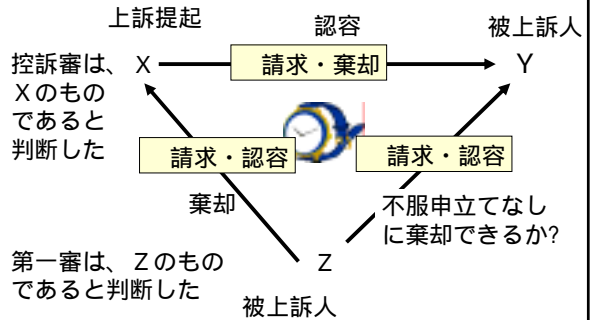 上訴提起
認容
被上訴人
控訴審は、
Xのもの
であると
判断した
X
請求・棄却
Y
請求・認容
請求・認容
棄却
不服申立てなし
に棄却できるか?
第一審は、Zのもの
であると判断した
Z
被上訴人